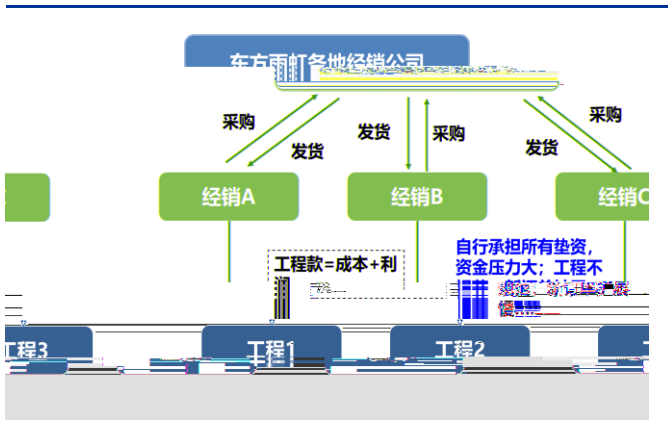 东方雨虹各地经销公司
采购
发货
发货
采购
采购
发货
经销A
经销B
经销C
工程款=成本+利
自行承担所有垫资，
资金压力大；工程不
工程3
工程1
工程2